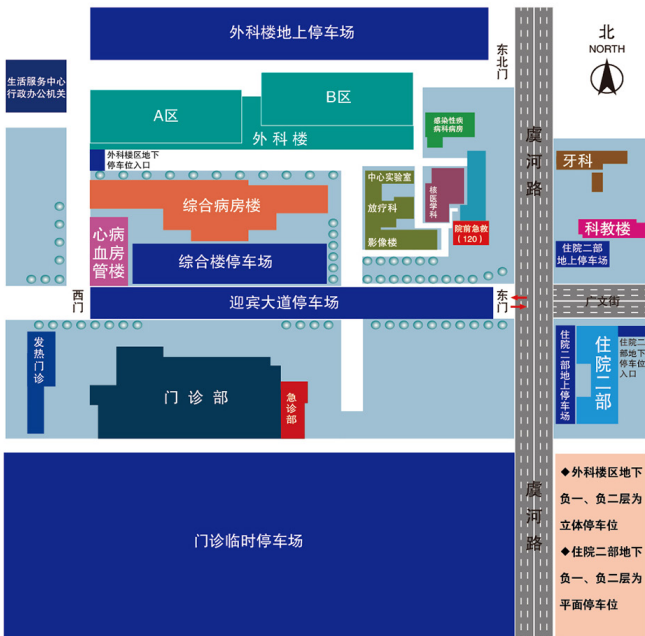 外科楼地上停车场
东北门
北
NORTH
生活服务中心
行政办公机关
A区
B区
外科楼
感染性疾
病科病房
虞河路
外科楼区地下
停车位入口
牙科
中心实验室
综合病房楼
放疗科
核医学科
院前急救
(120)
科教楼
心血管病房楼
影像楼
住院二部
地上停车场
综合楼停车场
西门
迎宾大道停车场
东门
广文街
发热门诊
门诊部
急诊部
住院二部地上停车场
住院二部
住院二
部地下
停车位
入口
门诊临时停车场
虞河路
◆外科楼区地下
负一、负二层为
立体停车位
◆住院二部地下
负一、负二层为
平面停车位